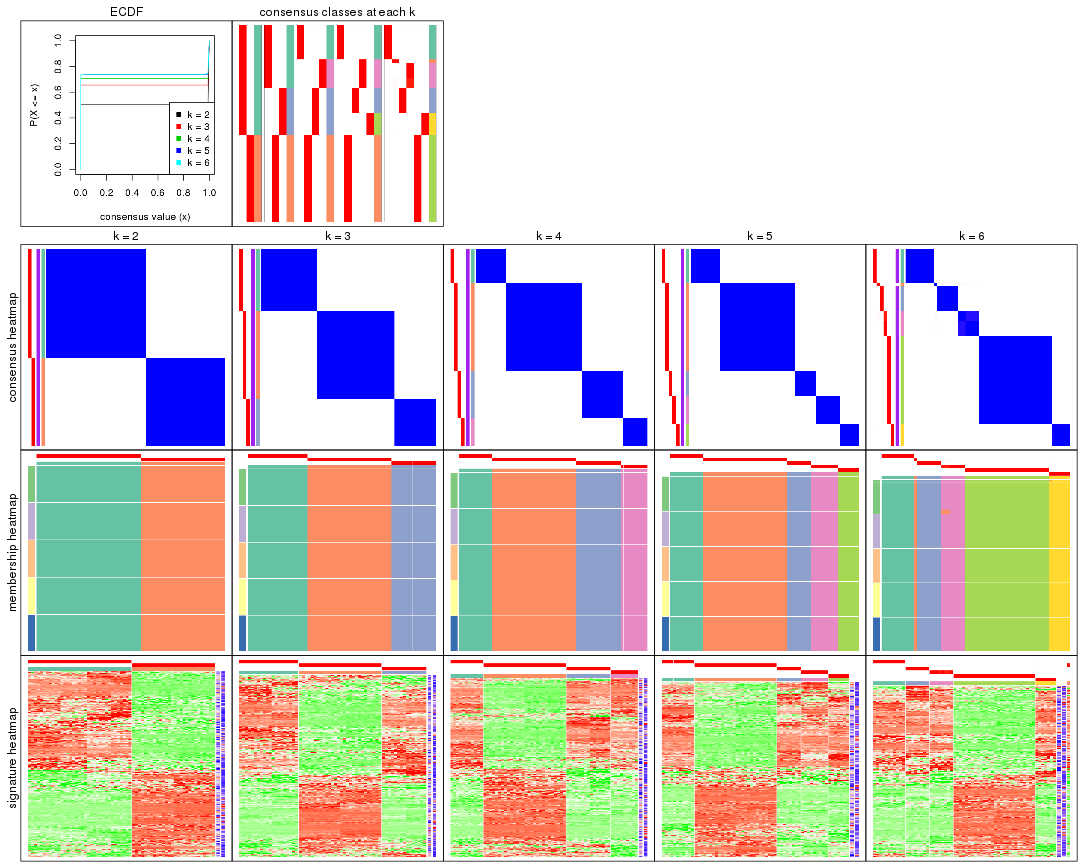 ECDF
consensus classes at each k
P(X <= x)
1.0
0.8
0.6
0.4
0.2
0.0
k = 2
k = 3
k = 4
k = 5
k = 6
0.0 0.2 0.4 0.6 0.8 1.0
consensus value (x)
k = 2
k = 3
k = 4
k = 5
k = 6
consensus heatmap
membership heatmap
signature heatmap